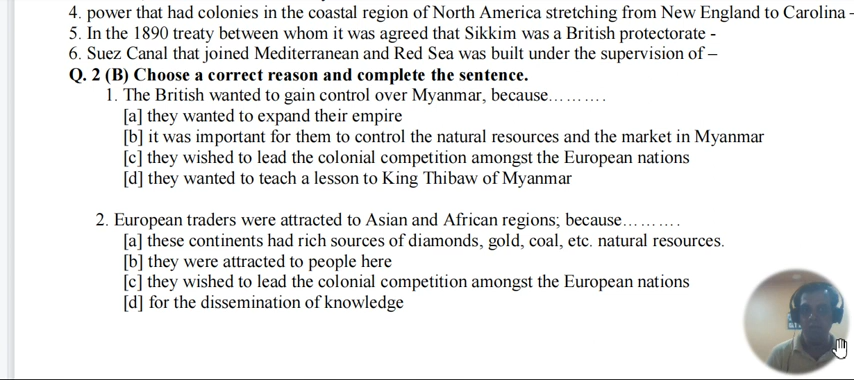 4. power that had colonies in the coastal region of North America stretching from New England to Carolina -
5. In the 1890 treaty between whom it was agreed that Sikkim was a British protectorate -
6. Suez Canal that joined Mediterranean and Red Sea was built under the supervision of –
Q. 2 (B) Choose a correct reason and complete the sentence.
1. The British wanted to gain control over Myanmar, because……….
[a] they wanted to expand their empire
[b] it was important for them to control the natural resources and the market in Myanmar
[c] they wished to lead the colonial competition amongst the European nations
[d] they wanted to teach a lesson to King Thibaw of Myanmar
2. European traders were attracted to Asian and African regions; because……….
[a] these continents had rich sources of diamonds, gold, coal, etc. natural resources.
[b] they were attracted to people here
[c] they wished to lead the colonial competition amongst the European nations
[d] for the dissemination of knowledge